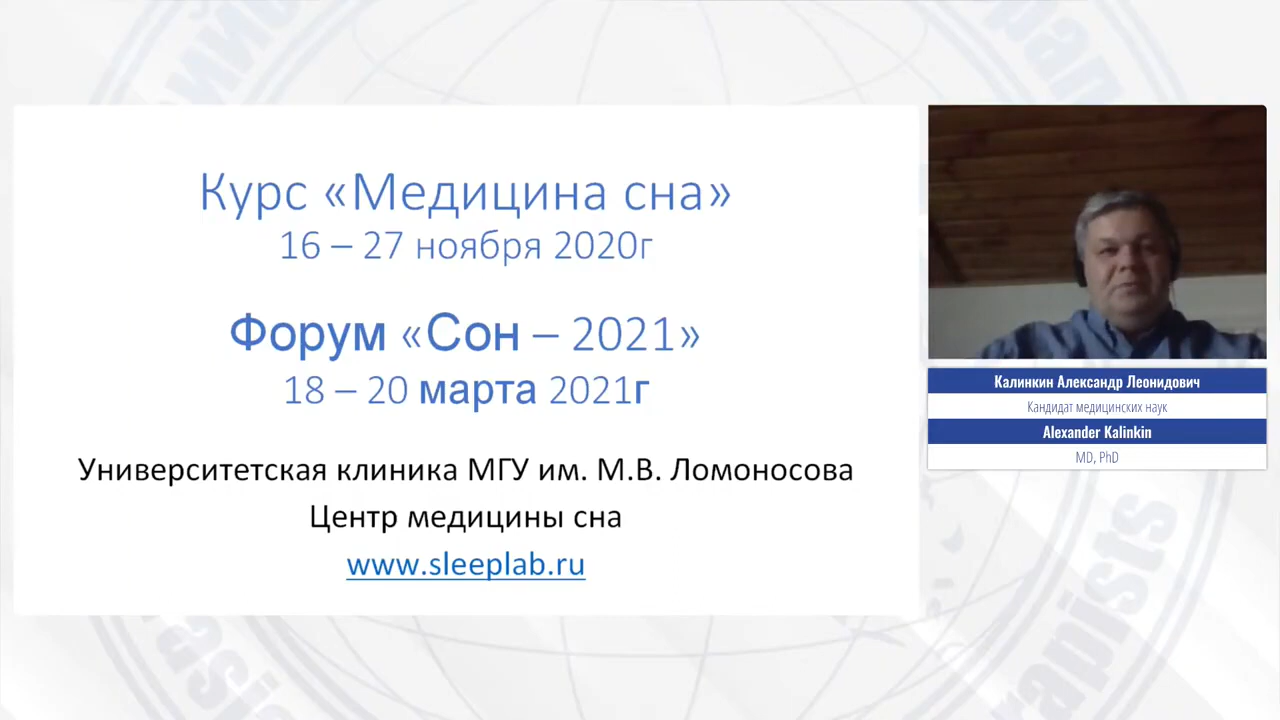 Курс «Медицина сна»
16 – 27 ноября 2020г
Форум «Сон – 2021»
18 – 20 марта 2021г
Университетская клиника МГУ им. М.В. Ломоносова
Центр медицины сна
www.sleeplab.ru
Калинкин Александр Леонидович
Кандидат медицинских наук
Alexander Kalinkin
MD, PhD